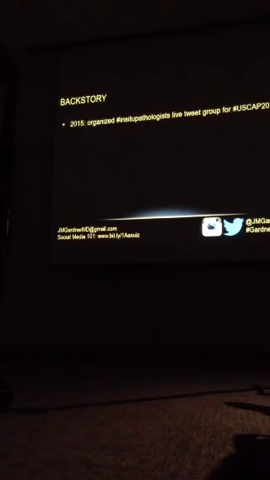 BACKSTORY
• 2015: organized #insitupathologists live tweet group for #USCAP20
JMGardnerMD@gmail.com
Social Media 101: www.bit.ly/1Aaxuiz
@JMGa
#Gardne